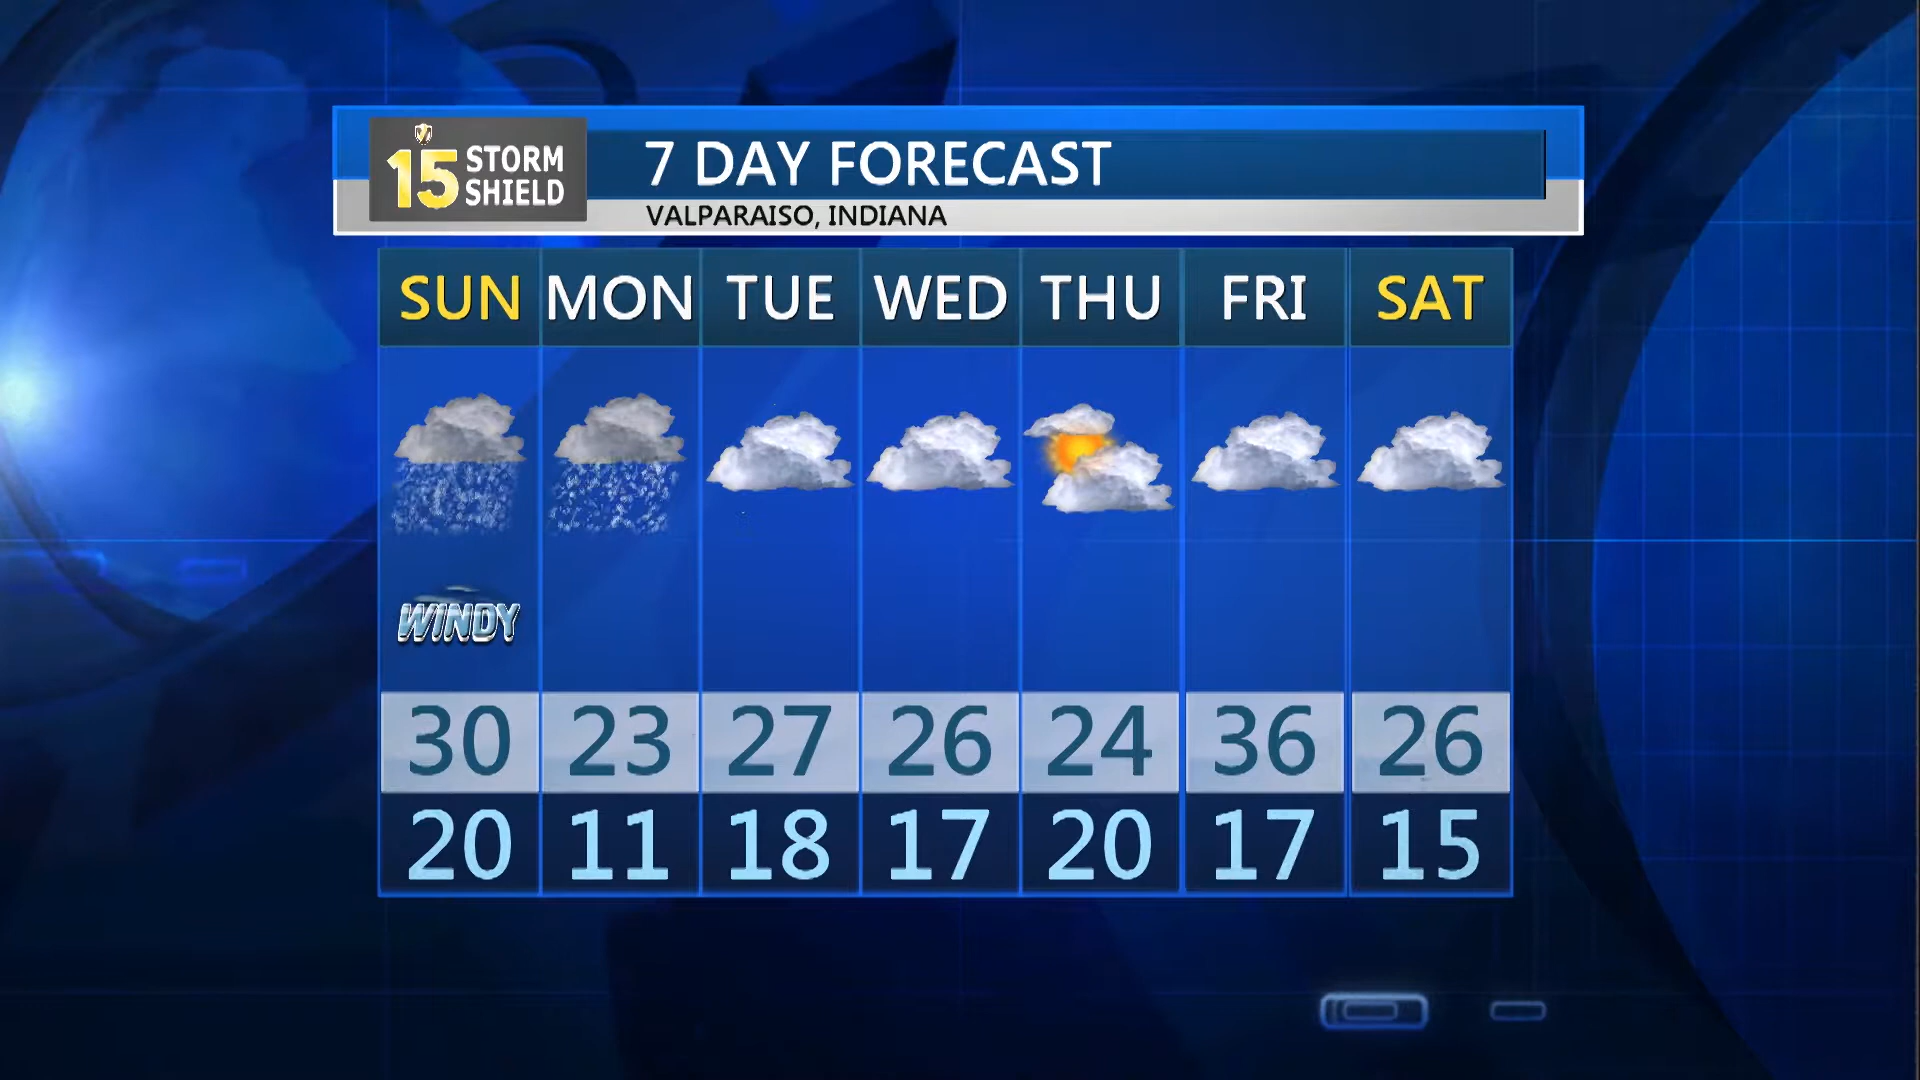 15 STORM SHIELD
7 DAY FORECAST
VALPARAISO, INDIANA
SUN MON TUE WED THU FRI SAT
WINDY
30 23 27 26 24 36 26
20 11 18 17 20 17 15